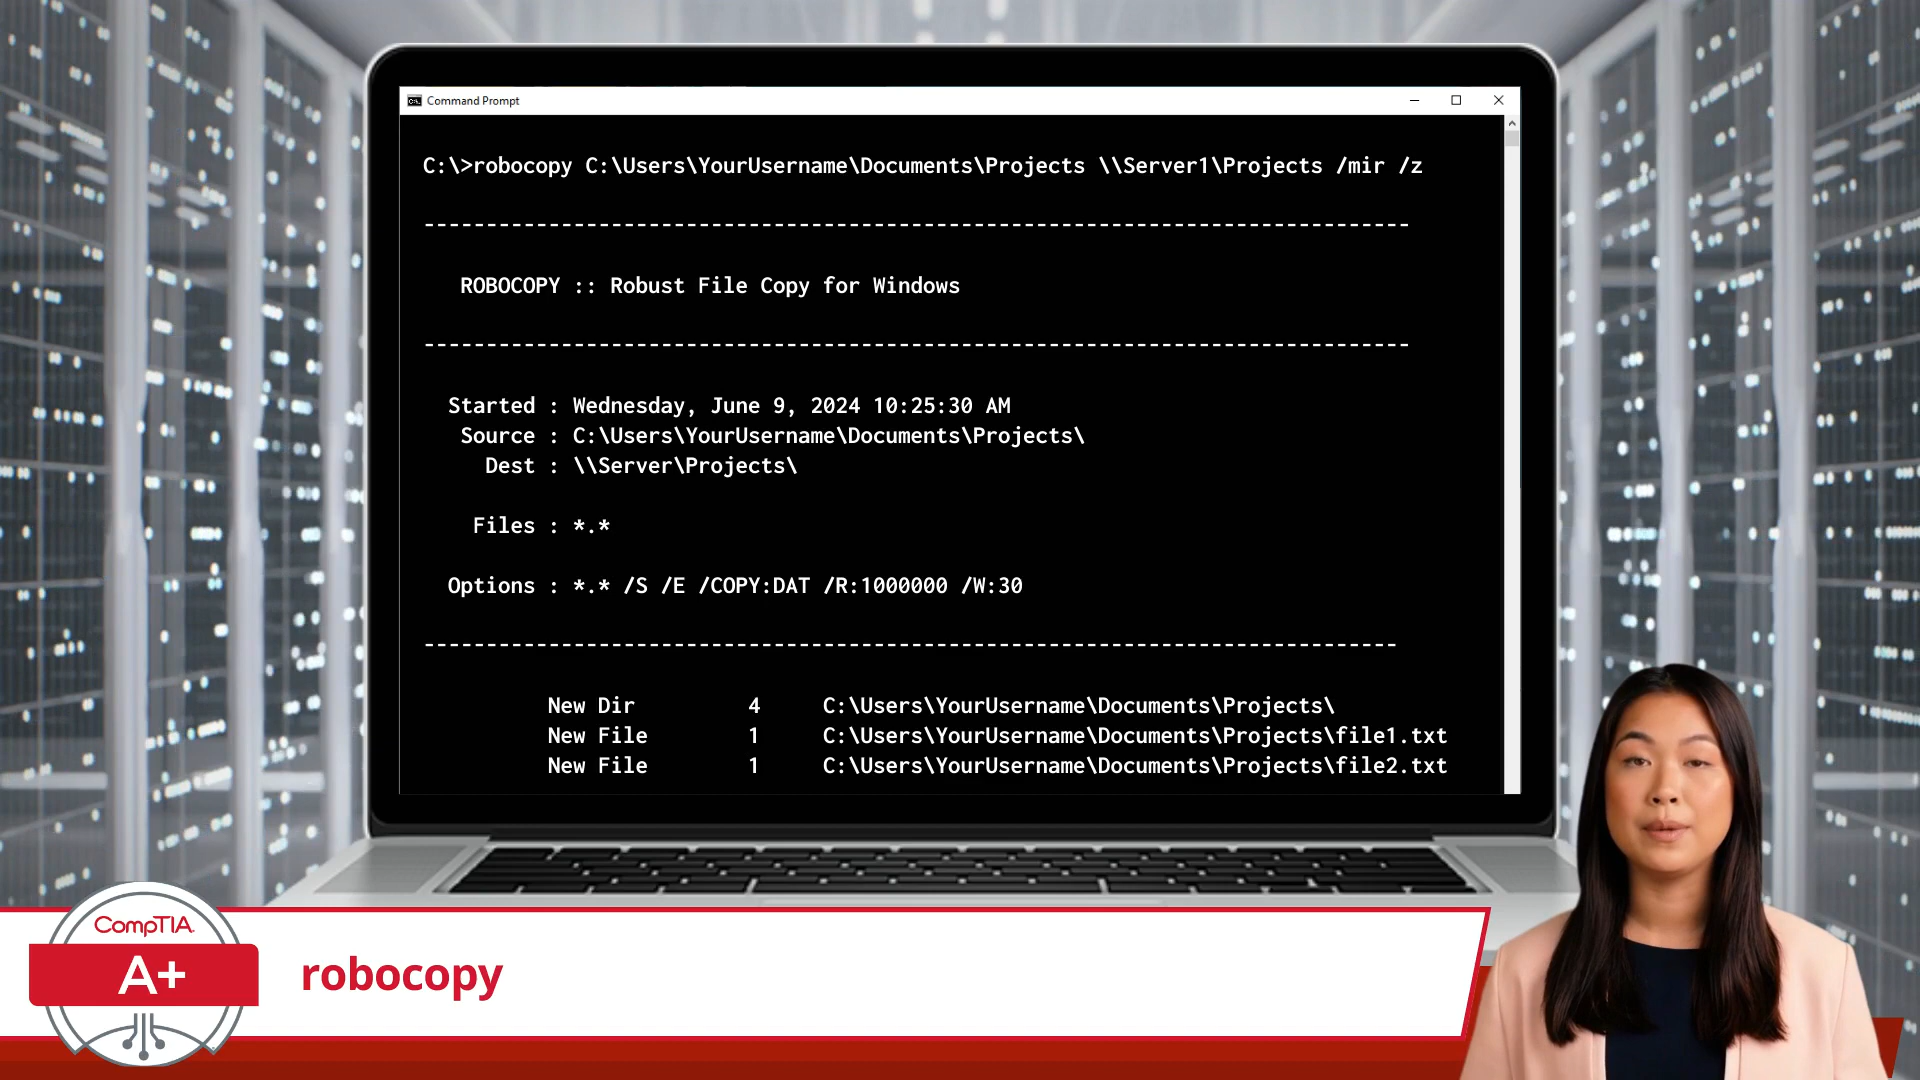 Command Prompt
C:\>robocopy C:\Users\YourUsername\Documents\Projects \\Server1\Projects /mir /z
-------------------------------------------------------------------------------
ROBOCOPY :: Robust File Copy for Windows
-------------------------------------------------------------------------------
Started : Wednesday, June 9, 2024 10:25:30 AM
Source : C:\Users\YourUsername\Documents\Projects\
Dest : \\Server\Projects\
Files : *.*
Options : *.* /S /E /COPY:DAT /R:1000000 /W:30
------------------------------------------------------------------------------
New Dir 4 C:\Users\YourUsername\Documents\Projects\
New File 1 C:\Users\YourUsername\Documents\Projects\file1.txt
New File 1 C:\Users\YourUsername\Documents\Projects\file2.txt
CompTIA.
A+
robocopy